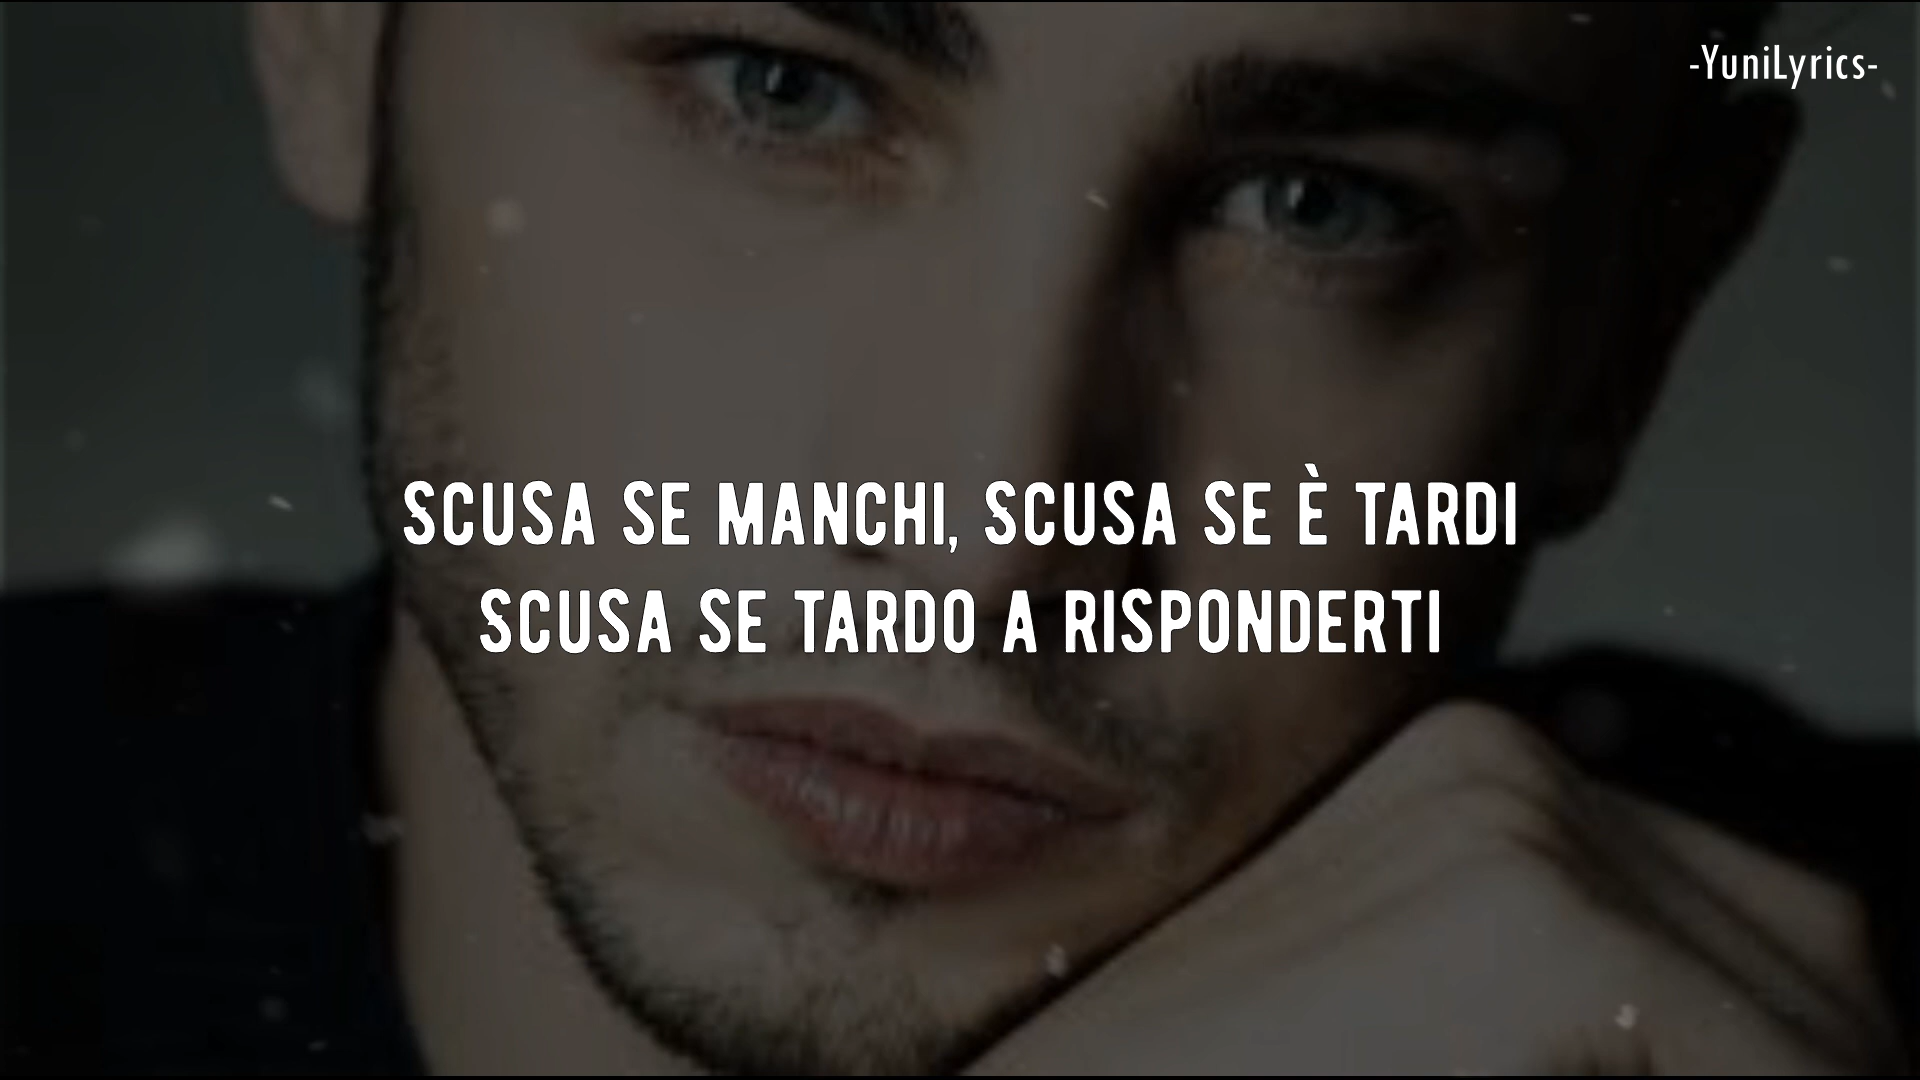 -YuniLyrics-
SCUSA SE MANCHI, SCUSA SE È TARDI
SCUSA SE TARDO A RISPONDERTI